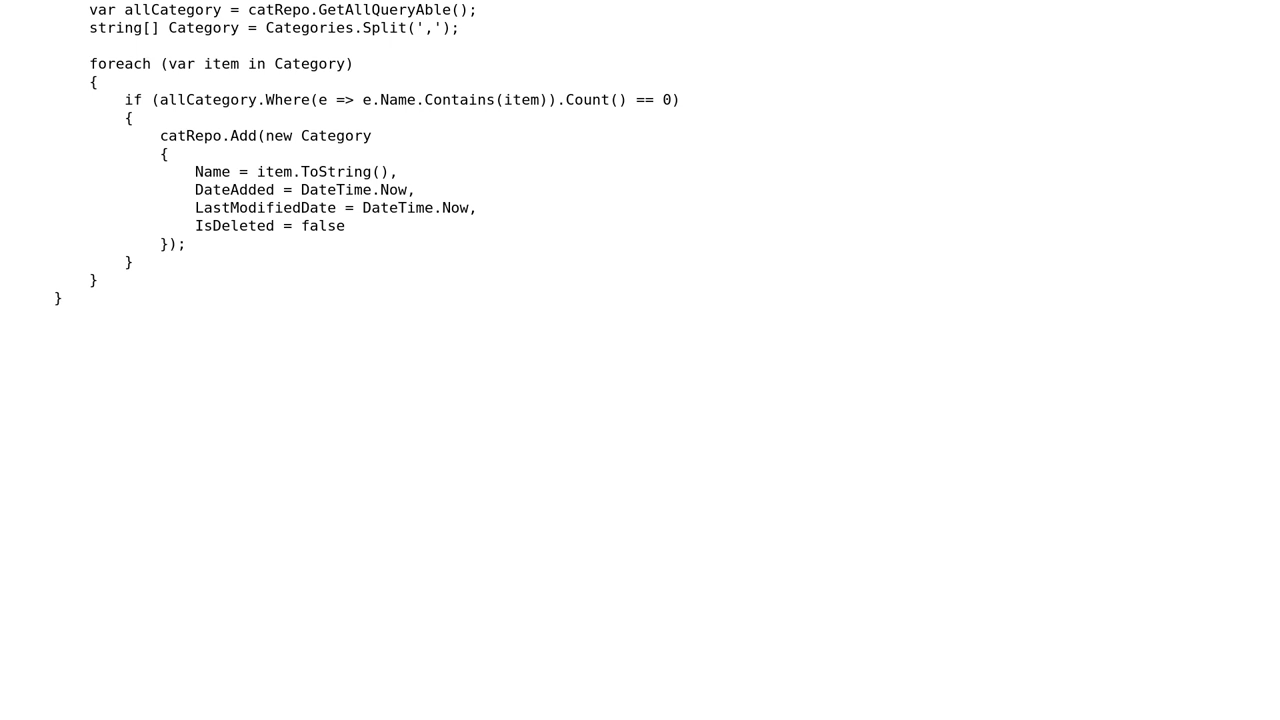 var allCategory = catRepo.GetAllQueryAble();
string[] Category = Categories.Split(',');
foreach (var item in Category)
{
if (allCategory.Where(e => e.Name.Contains(item)).Count() == 0)
{
catRepo.Add(new Category
{
Name = item.ToString(),
DateAdded = DateTime.Now,
LastModifiedDate = DateTime.Now,
IsDeleted = false
});
}
}
}